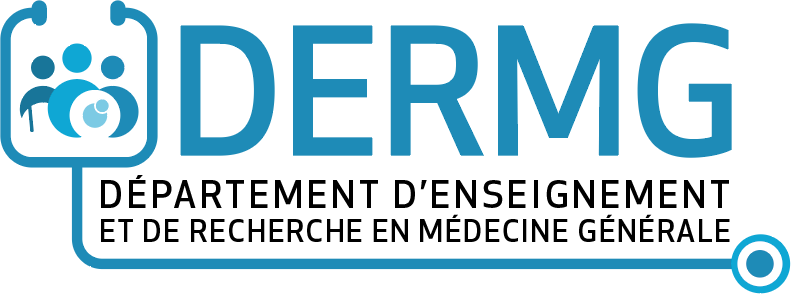 DERMG
DÉPARTEMENT D’ENSEIGNEMENT
ET DE RECHERCHE EN MÉDECINE GÉNÉRALE